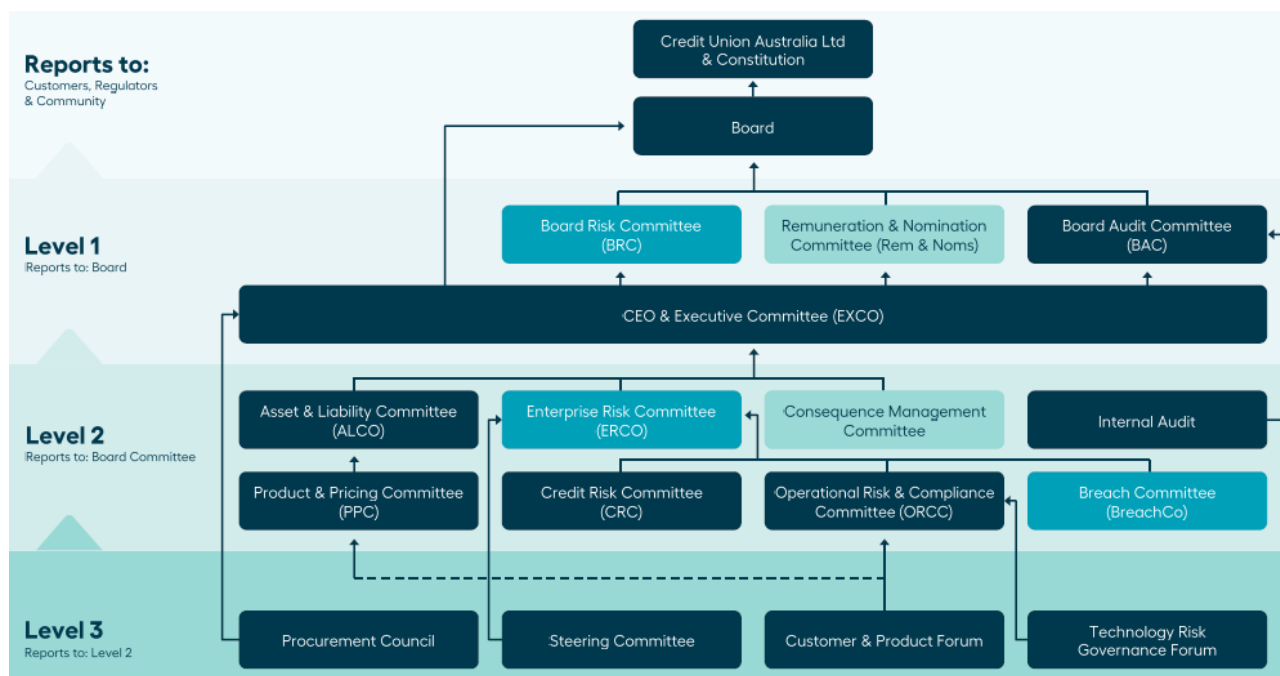 Credit Union Australia Ltd
& Constitution
Reports to:
Customers, Regulators
& Community
Board
Level 1
Reports to: Board
Board Risk Committee
(BRC)
Remuneration & Nomination
Committee (Rem & Noms)
Board Audit Committee
(BAC)
CEO & Executive Committee (EXCO)
Level 2
Reports to: Board Committee
Asset & Liability Committee
(ALCO)
Enterprise Risk Committee
(ERCO)
Consequence Management
Committee
Internal Audit
Product & Pricing Committee
(PPC)
Credit Risk Committee
(CRC)
Operational Risk & Compliance
Committee (ORCC)
Breach Committee
(BreachCo)
Level 3
Reports to: Level 2
Procurement Council
Steering Committee
Customer & Product Forum
Technology Risk
Governance Forum